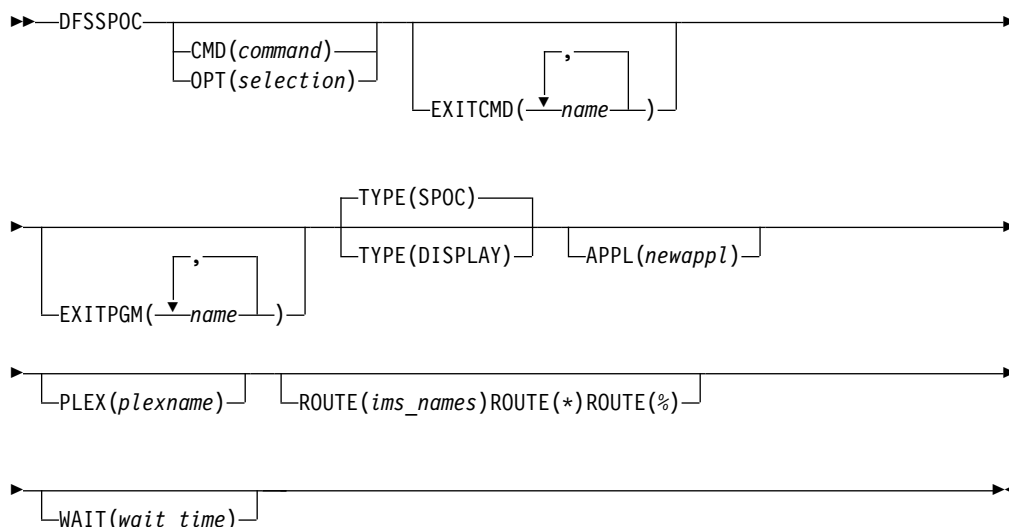 DFSSPOC
CMD(command)
OPT(selection)
,
EXITCMD( name )
,
EXITPGM( name )
TYPE(SPOC)
TYPE(DISPLAY)
APPL(newappl)
PLEX(plexname)
ROUTE(ims_names)ROUTE(*)ROUTE(%)
WAIT(wait_time)